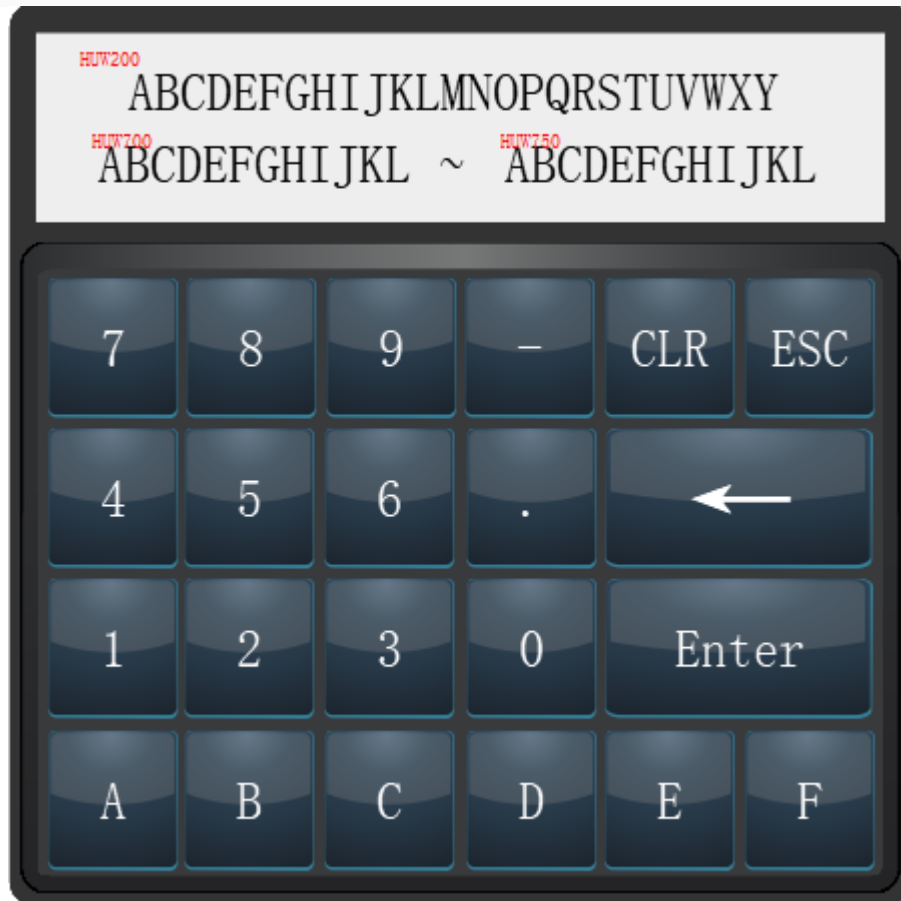 HUW200
ABCDEFGHIJKLMNOPQRSTUVWXY
HUW700 HUW750
ABCDEFGHIJKL ~ ABCDEFGHIJKL
7 8 9 - CLR ESC
4 5 6 .
1 2 3 0 Enter
A B C D E F